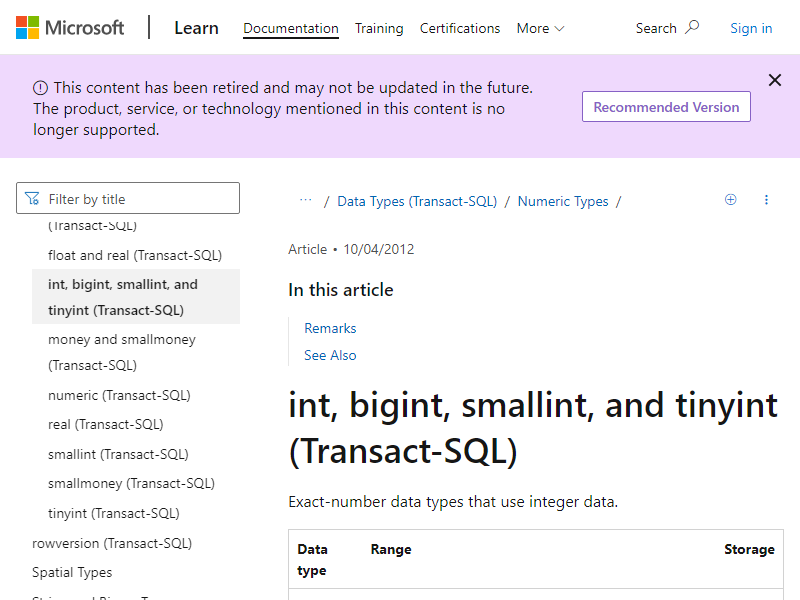 Microsoft
Learn
Documentation
Training
Certifications
More
Search
Sign in
This content has been retired and may not be updated in the future.
The product, service, or technology mentioned in this content is no
longer supported.
Recommended Version
Filter by title
(Transact-SQL)
float and real (Transact-SQL)
int, bigint, smallint, and
tinyint (Transact-SQL)
money and smallmoney
(Transact-SQL)
numeric (Transact-SQL)
real (Transact-SQL)
smallint (Transact-SQL)
smallmoney (Transact-SQL)
tinyint (Transact-SQL)
rowversion (Transact-SQL)
Spatial Types
··· / Data Types (Transact-SQL) / Numeric Types /
Article • 10/04/2012
In this article
Remarks
See Also
int, bigint, smallint, and tinyint
(Transact-SQL)
Exact-number data types that use integer data.
Data
type
Range
Storage